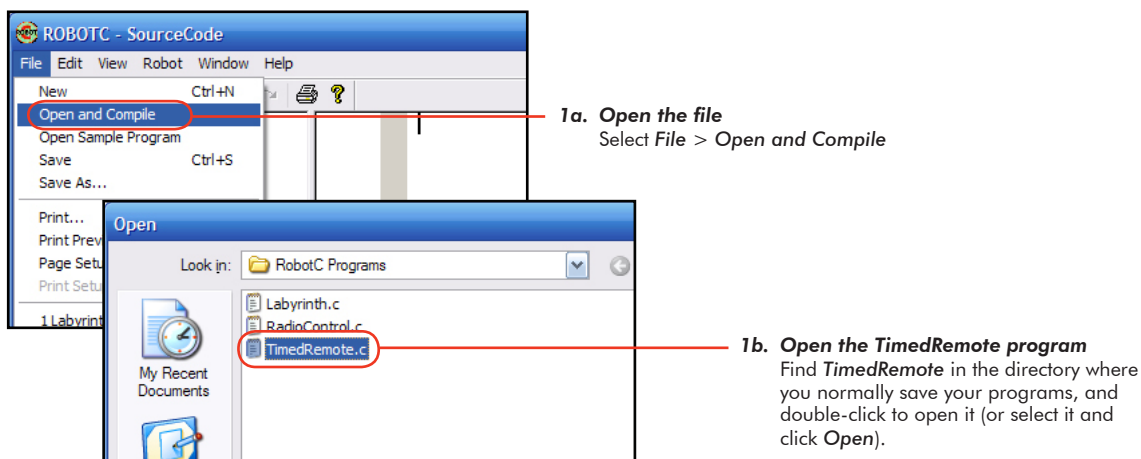 ROBOTC - SourceCode
File Edit View Robot Window Help
New Ctrl+N
Open and Compile
Open Sample Program
Save Ctrl+S
Save As...
Print...
Print Prev
Page Setu
Print Setu
1 Labyrint
1a. Open the file
Select File > Open and Compile
Open
Look in: RobotC Programs
Labyrinth.c
RadioControl.c
TimedRemote.c
My Recent
Documents
1b. Open the TimedRemote program
Find TimedRemote in the directory where
you normally save your programs, and
double-click to open it (or select it and
click Open).